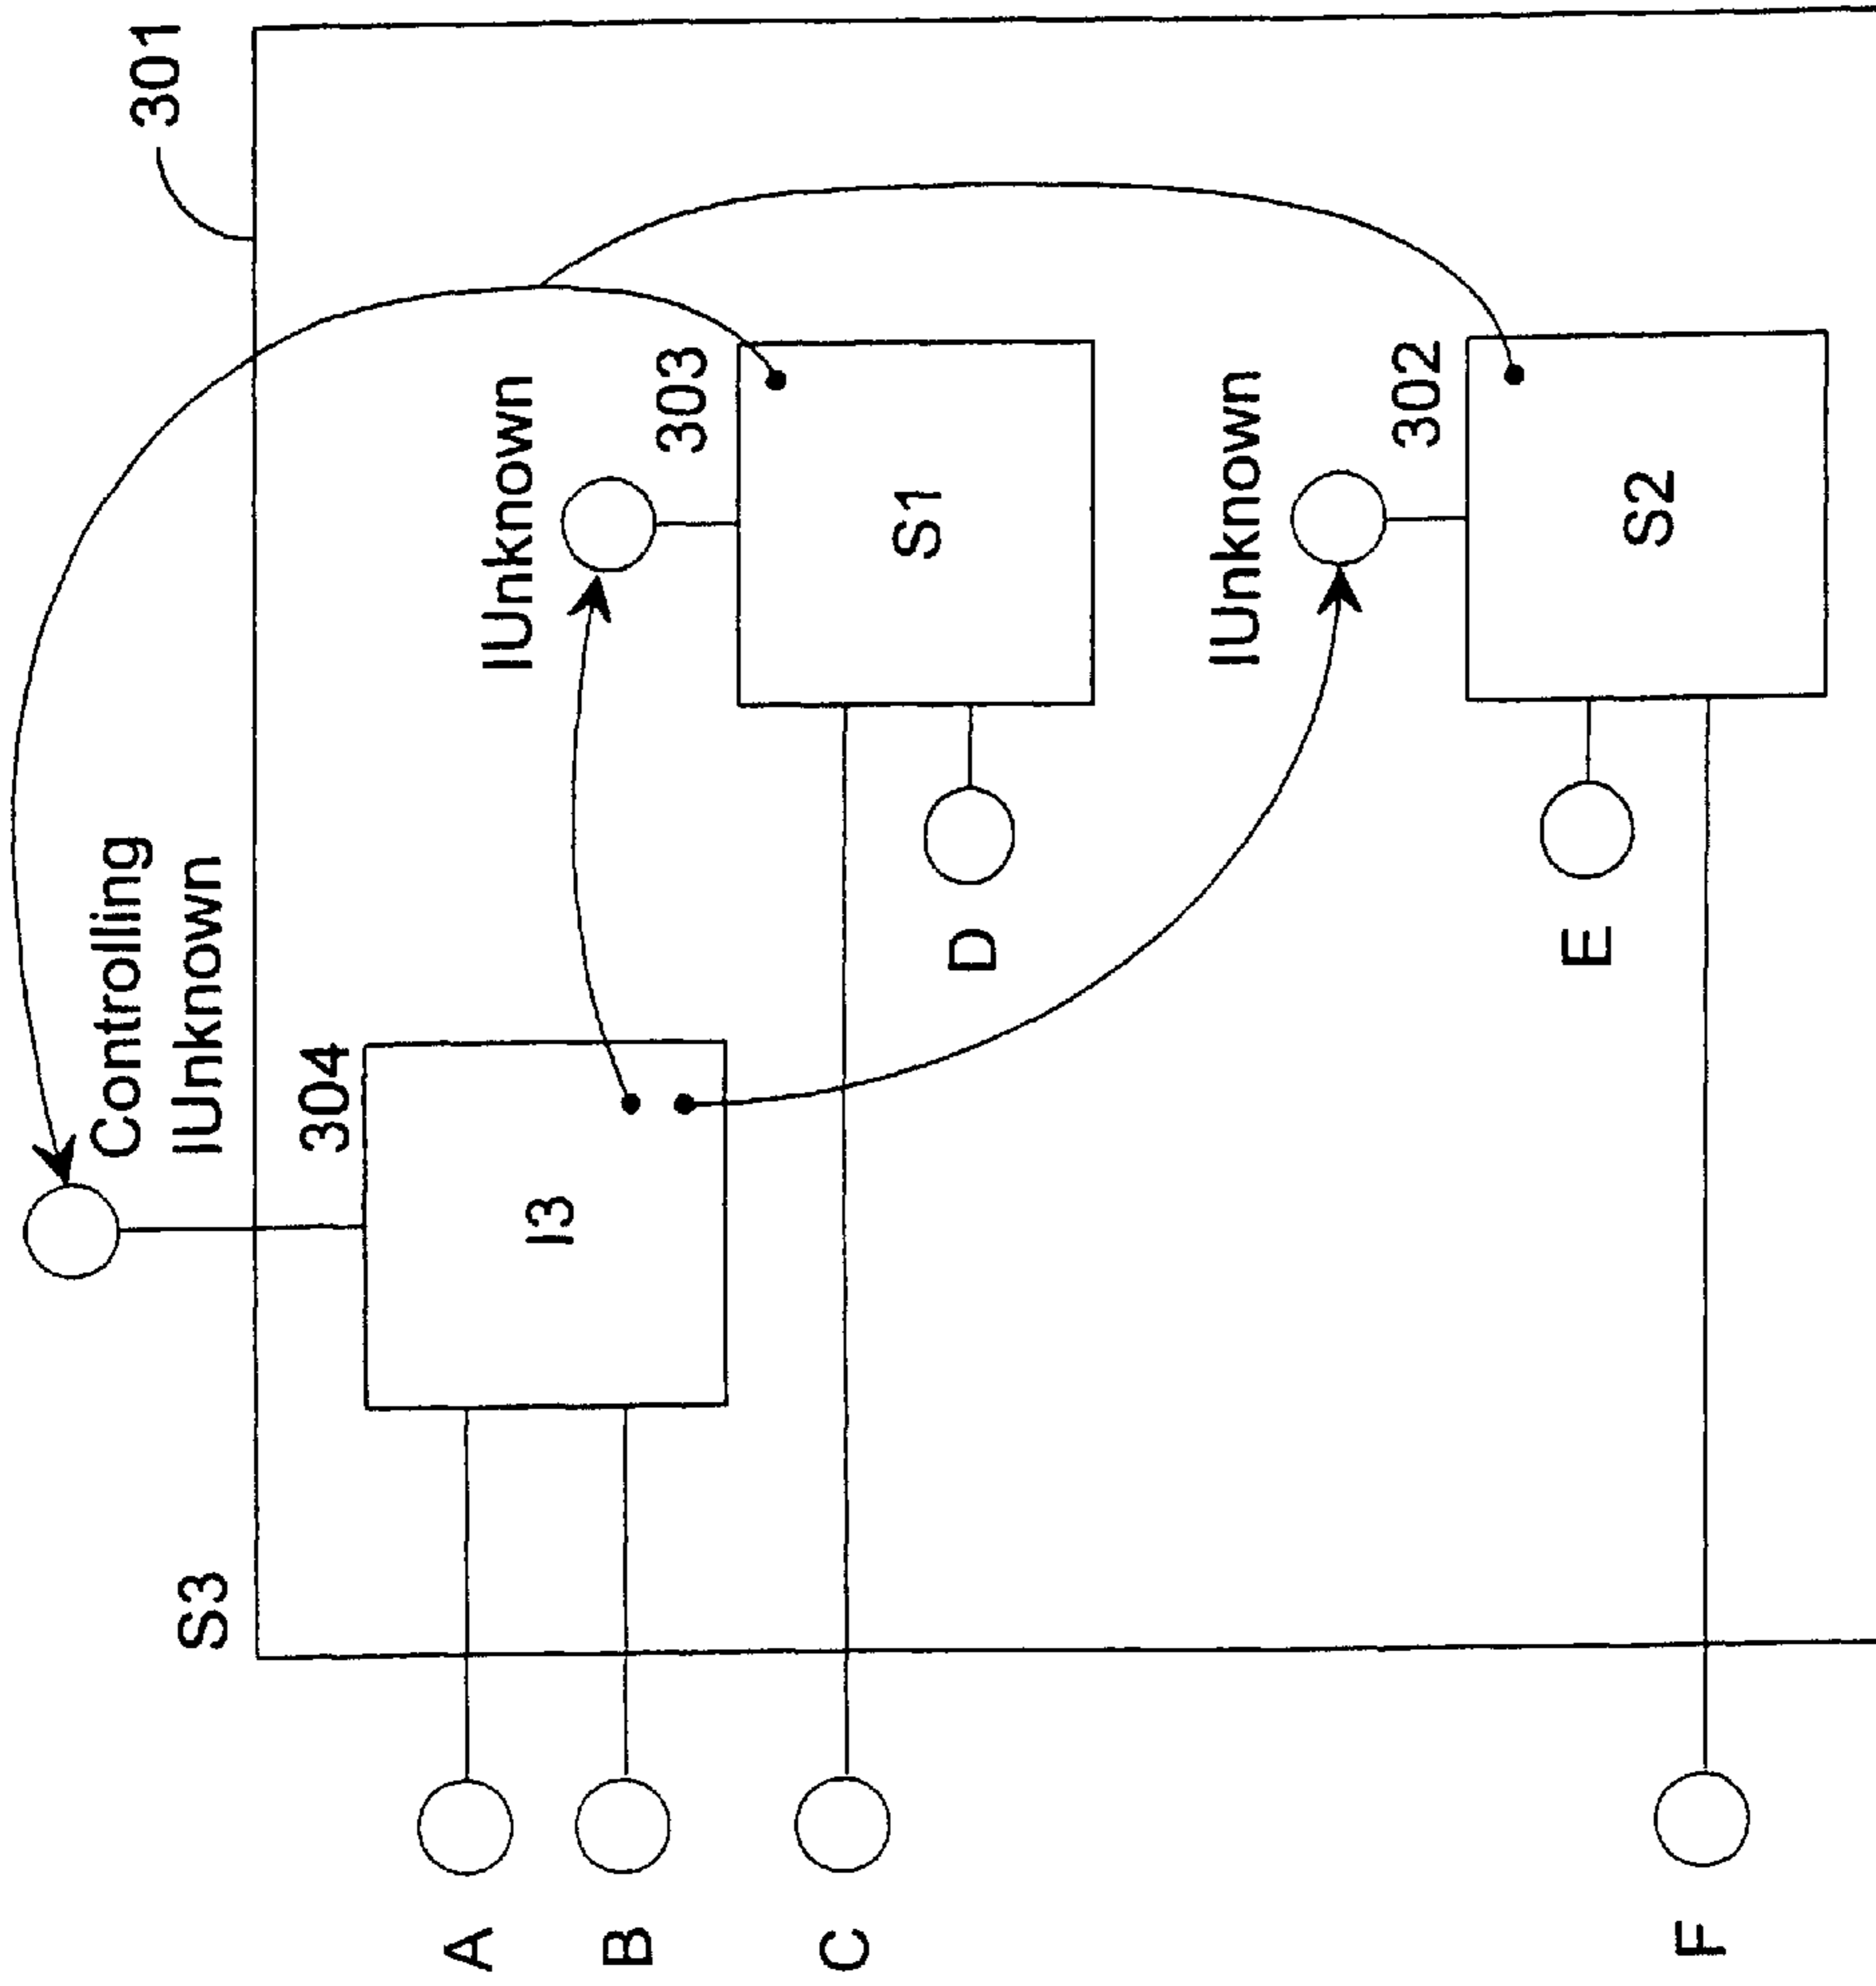 Controlling
IUnknown
301
S3
304
A
IUnknown
I3
B
303
C
S1
D
IUnknown
302
E
S2
F